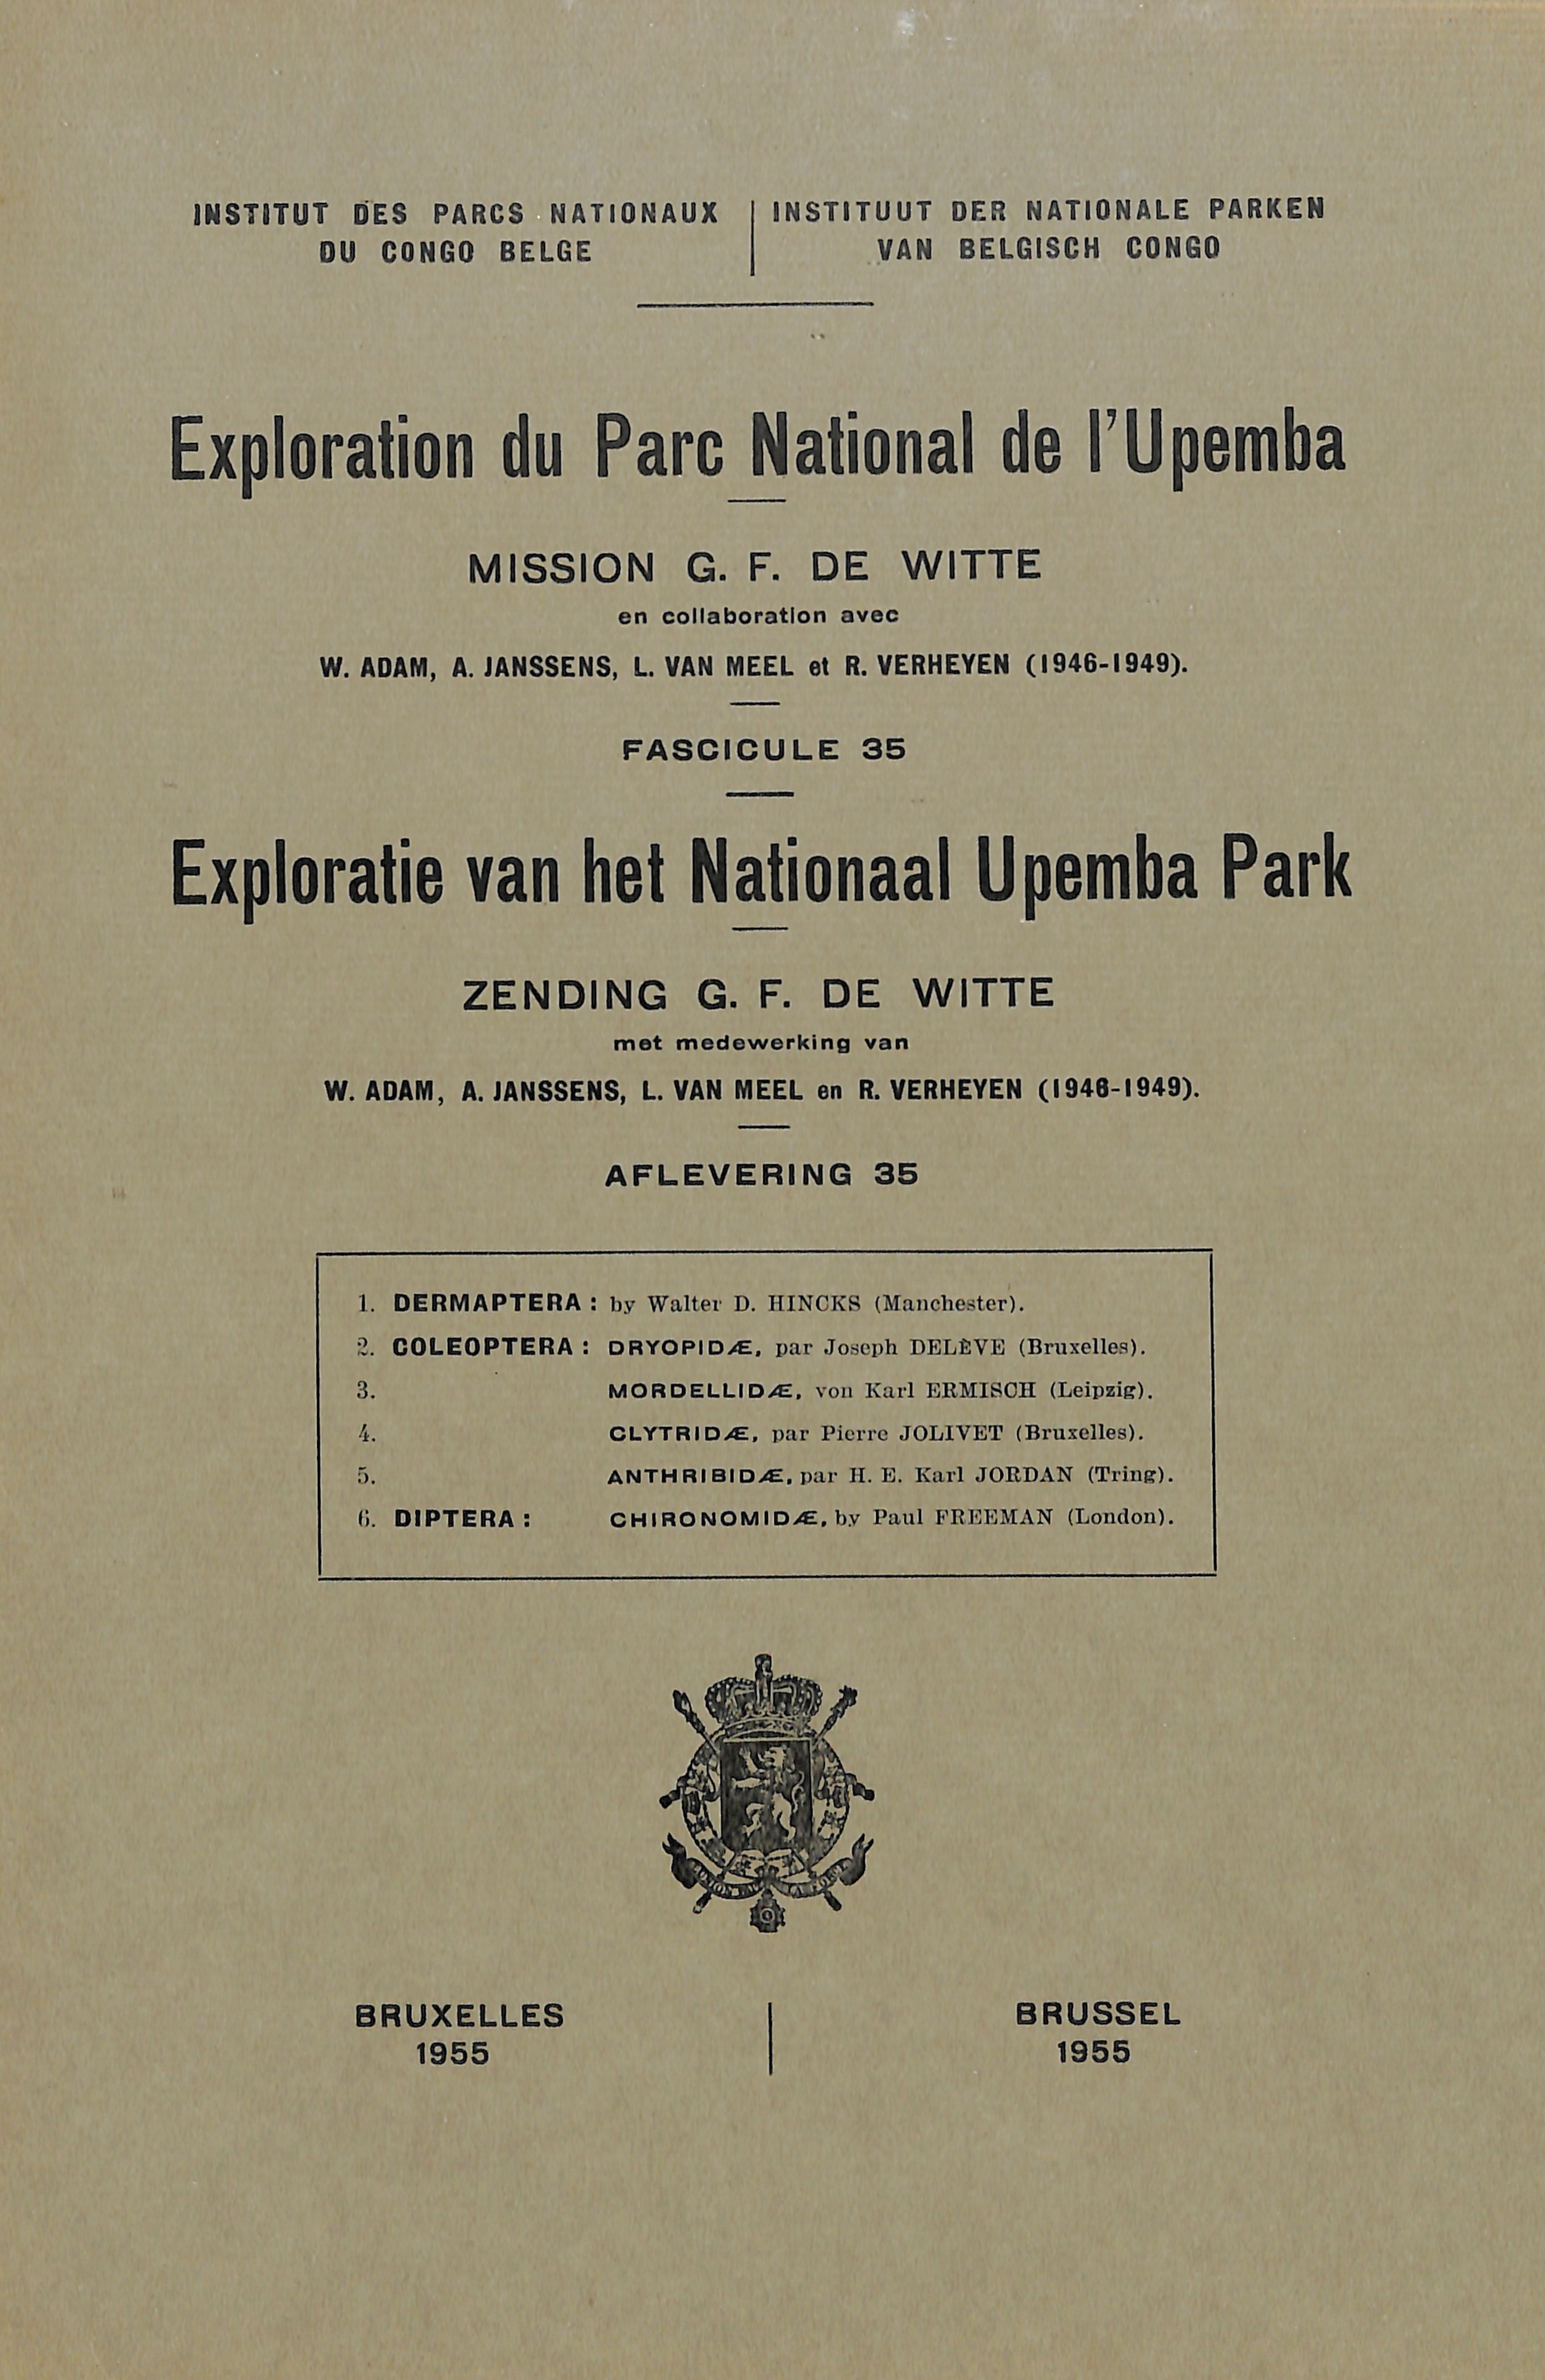 INSTITUT DES PARCS NATIONAUX
DU CONGO BELGE
INSTITUUT DER NATIONALE PARKEN
VAN BELGISCH CONGO
Exploration du Parc National de l'Upemba
MISSION G. F. DE WITTE
en collaboration avec
W. ADAM, A. JANSSENS, L. VAN MEEL et R. VERHEYEN (1946-1949).
FASCICULE 35
Exploratie van het Nationaal Upemba Park
ZENDING G. F. DE WITTE
met medewerking van
W. ADAM, A. JANSSENS, L. VAN MEEL en R. VERHEYEN (1946-1949).
AFLEVERING 35
1. DERMAPTERA : by Walter D. HINCKS (Manchester).
2. COLEOPTERA : DRYOPIDÆ, par Joseph DELÈVE (Bruxelles).
3. MORDELLIDÆ, von Karl ERMISCH (Leipzig).
4. CLYTRIDÆ, par Pierre JOLIVET (Bruxelles).
5. ANTHRIBIDÆ, par H. E. Karl JORDAN (Tring).
6. DIPTERA : CHIRONOMIDÆ, by Paul FREEMAN (London).
BRUXELLES
1955
BRUSSEL
1955